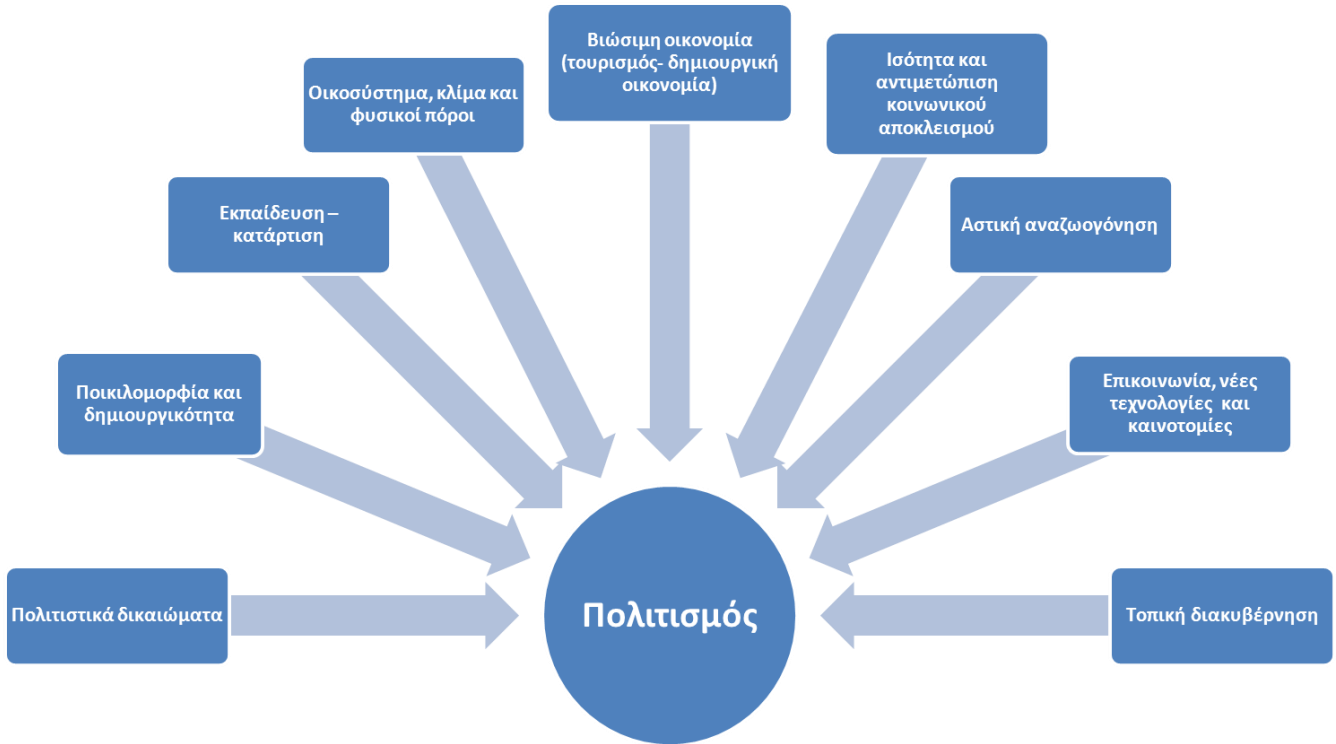 Βιώσιμη οικονομία
(τουρισμός- δημιουργική
οικονομία)
Ισότητα και
αντιμετώπιση
κοινωνικού
αποκλεισμού
Οικοσύστημα, κλίμα και
φυσικοί πόροι
Εκπαίδευση –
κατάρτιση
Αστική αναζωογόνηση
Ποικιλομορφία και
δημιουργικότητα
Επικοινωνία, νέες
τεχνολογίες και
καινοτομίες
Πολιτιστικά δικαιώματα
Πολιτισμός
Τοπική διακυβέρνηση